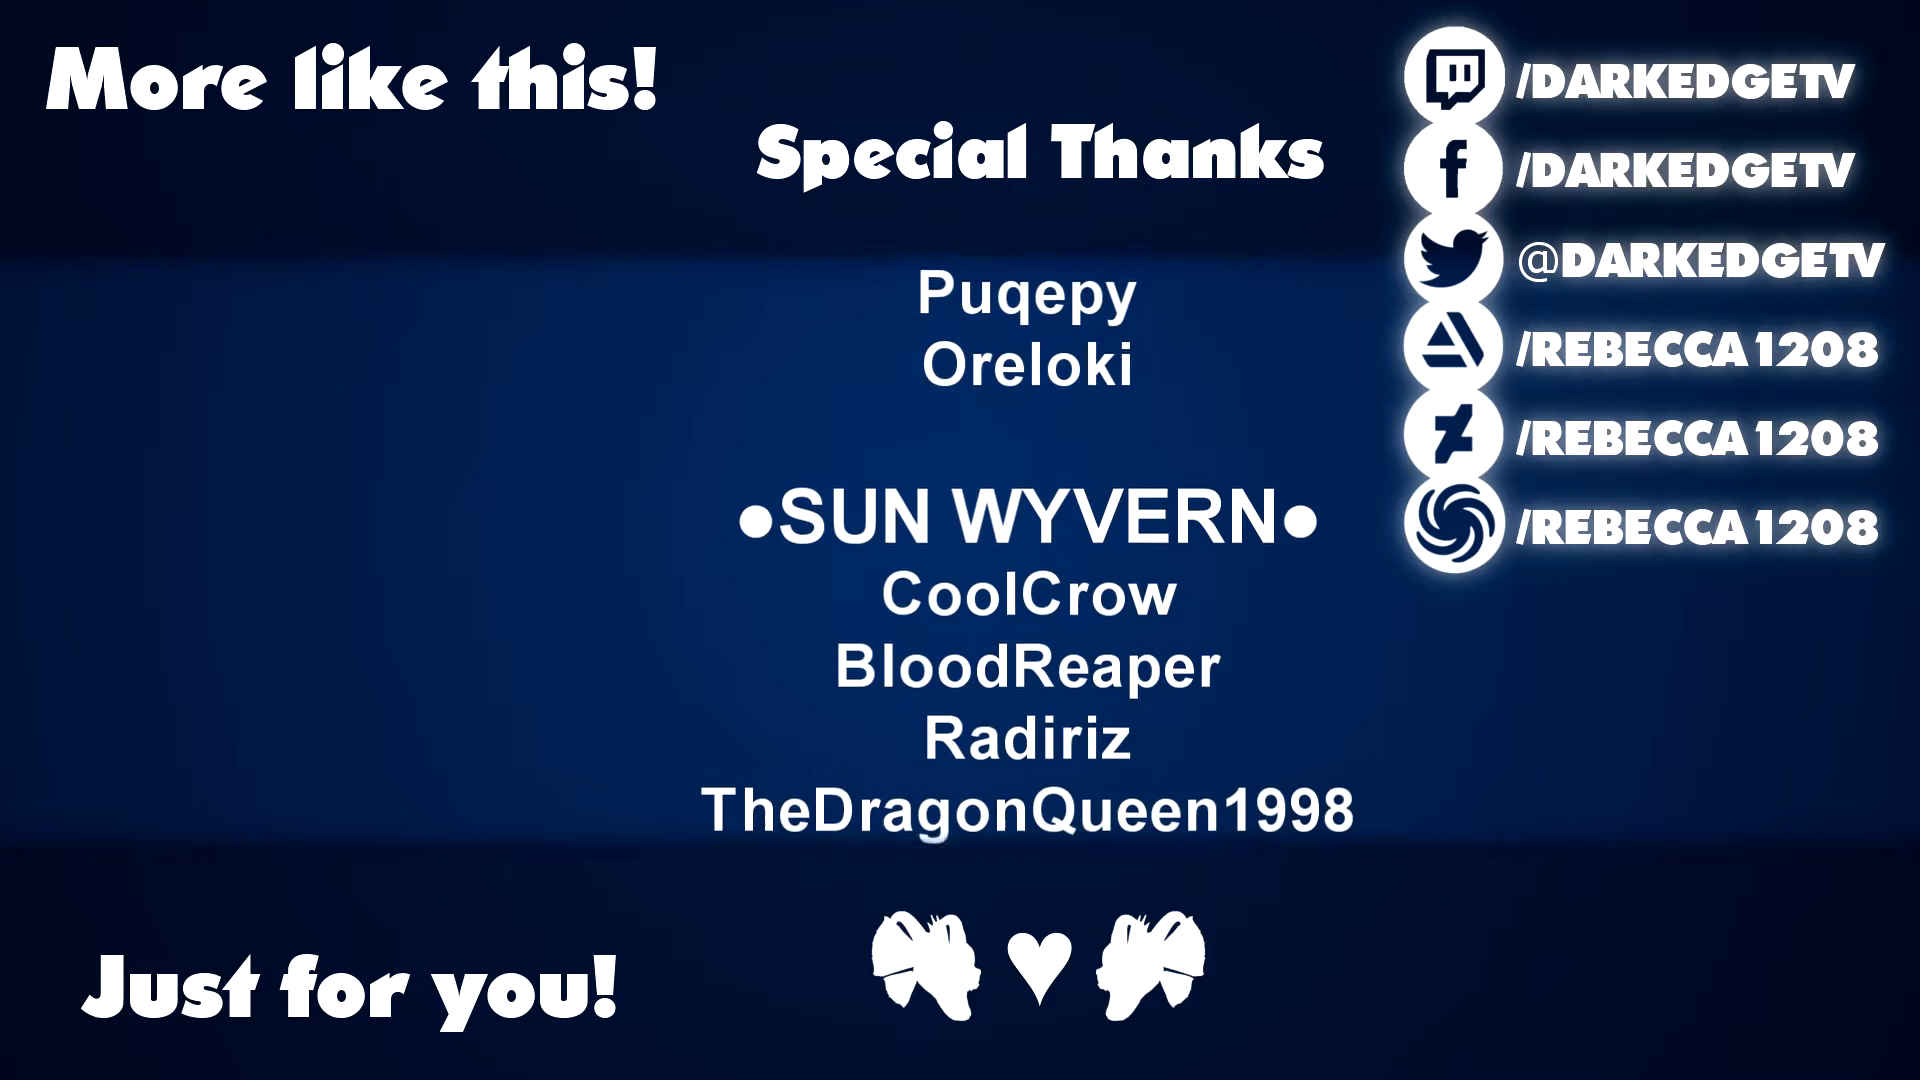 More like this!
Special Thanks
Puqepy
Oreloki
●SUN WYVERN●
CoolCrow
BloodReaper
Radiriz
TheDragonQueen1998
Just for you!
/DARKEDGETV
/DARKEDGETV
@DARKEDGETV
/REBECCA1208
/REBECCA1208
/REBECCA1208